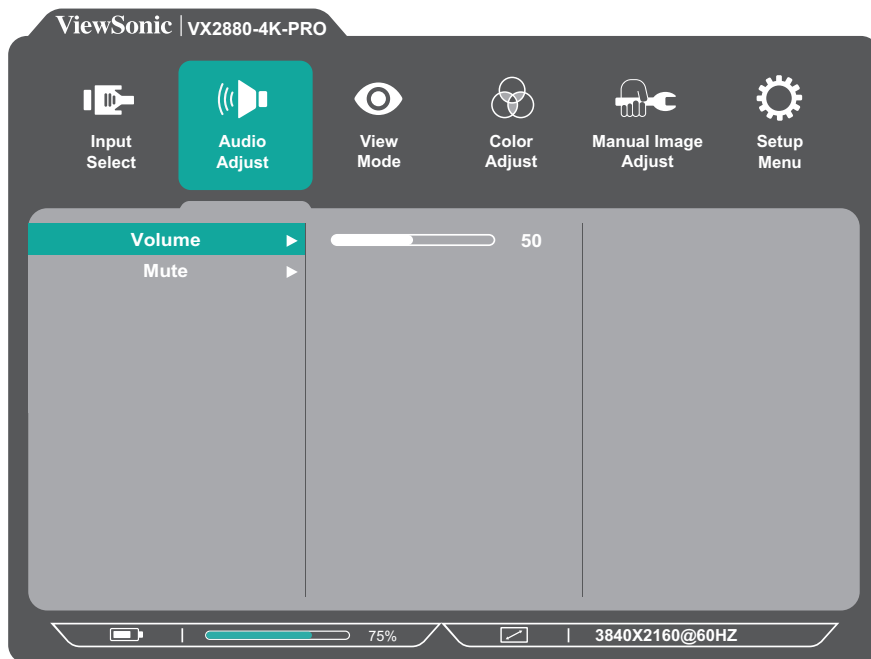 ViewSonic | VX2880-4K-PRO
Input
Select
Audio
Adjust
View
Mode
Color
Adjust
Manual Image
Adjust
Setup
Menu
Volume
50
Mute
75%
3840X2160@60HZ